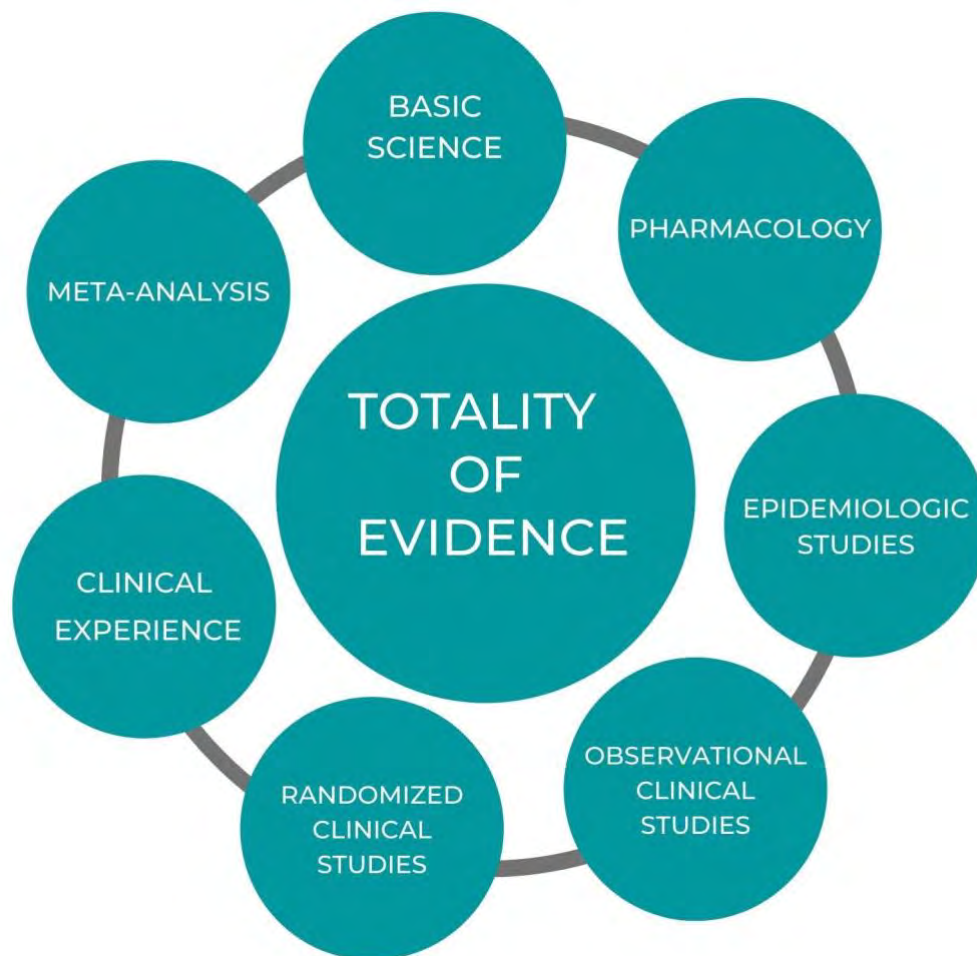 BASIC
SCIENCE
PHARMACOLOGY
META-ANALYSIS
TOTALITY
OF
EVIDENCE
EPIDEMIOLOGIC
STUDIES
CLINICAL
EXPERIENCE
OBSERVATIONAL
CLINICAL
STUDIES
RANDOMIZED
CLINICAL
STUDIES